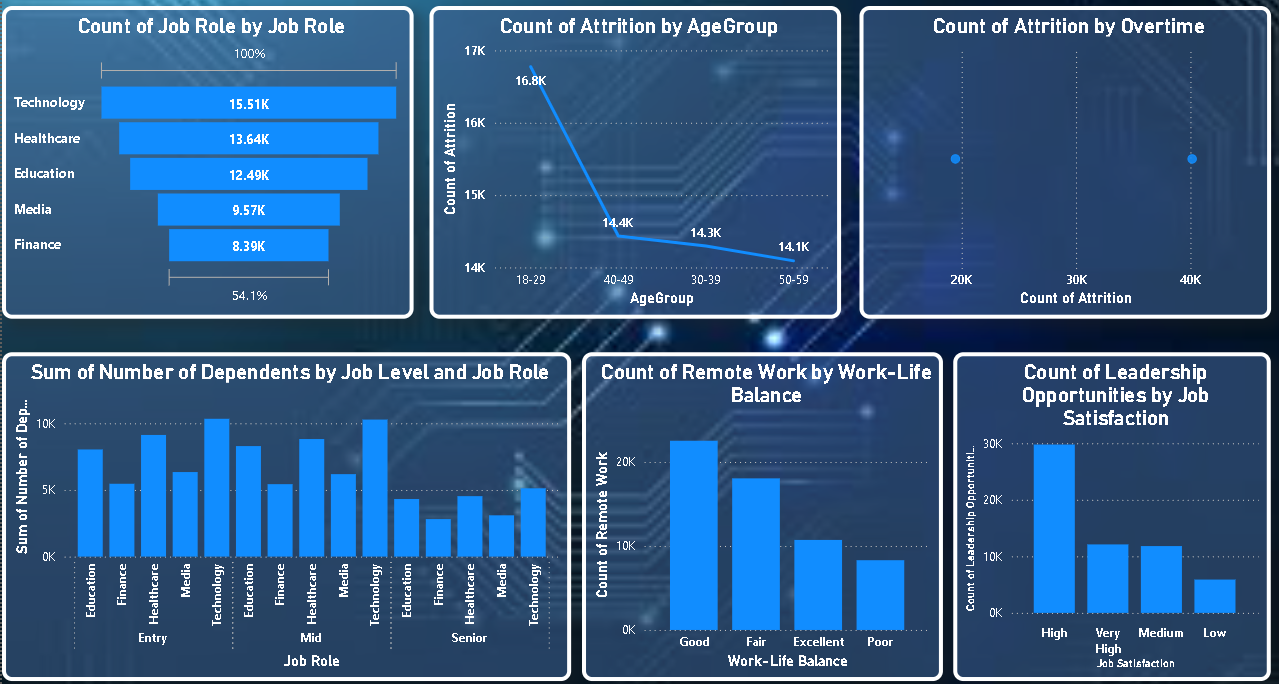 Count of Job Role by Job Role
100%
Technology 15.51K
Healthcare 13.64K
Education 12.49K
Media 9.57K
Finance 8.39K
54.1%
Count of Attrition by AgeGroup
Count of Attrition
17K
16K
15K
14K
16.8K
14.4K
14.3K
14.1K
18-29 40-49 30-39 50-59
AgeGroup
Count of Attrition by Overtime
20K 30K 40K
Count of Attrition
Sum of Number of Dependents by Job Level and Job Role
Sum of Number of Dep...
10K
5K
0K
Education Finance Healthcare Media Technology Education Finance Healthcare Media Technology Education Finance Healthcare Media Technology
Entry Mid Senior
Job Role
Count of Remote Work by Work-Life
Balance
Count of Remote Work
20K
10K
0K
Good Fair Excellent Poor
Work-Life Balance
Count of Leadership
Opportunities by Job
Satisfaction
Count of Leadership Opportuniti...
30K
20K
10K
0K
High Very Medium Low
High
Job Satisfaction